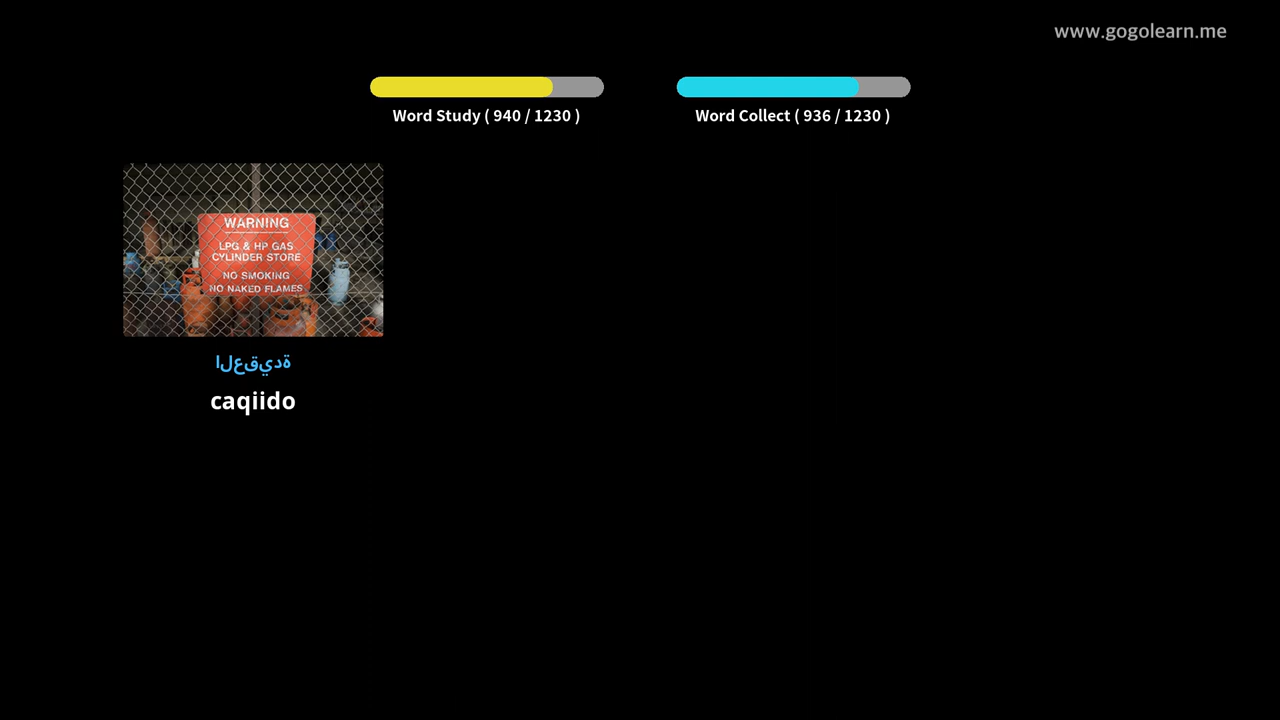 www.gogolearn.me
Word Study ( 940 / 1230 )
Word Collect ( 936 / 1230 )
WARNING
LPG & HP GAS
CYLINDER STORE
NO SMOKING
NO NAKED FLAMES
العقيدة
caqiido